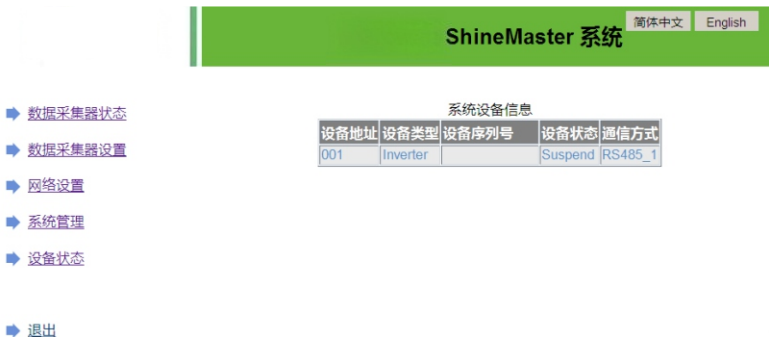 ShineMaster 系统
简体中文 English
数据采集器状态
数据采集器设置
网络设置
系统管理
设备状态
退出
系统设备信息
设备地址 设备类型 设备序列号 设备状态 通信方式
001 Inverter Suspend RS485_1